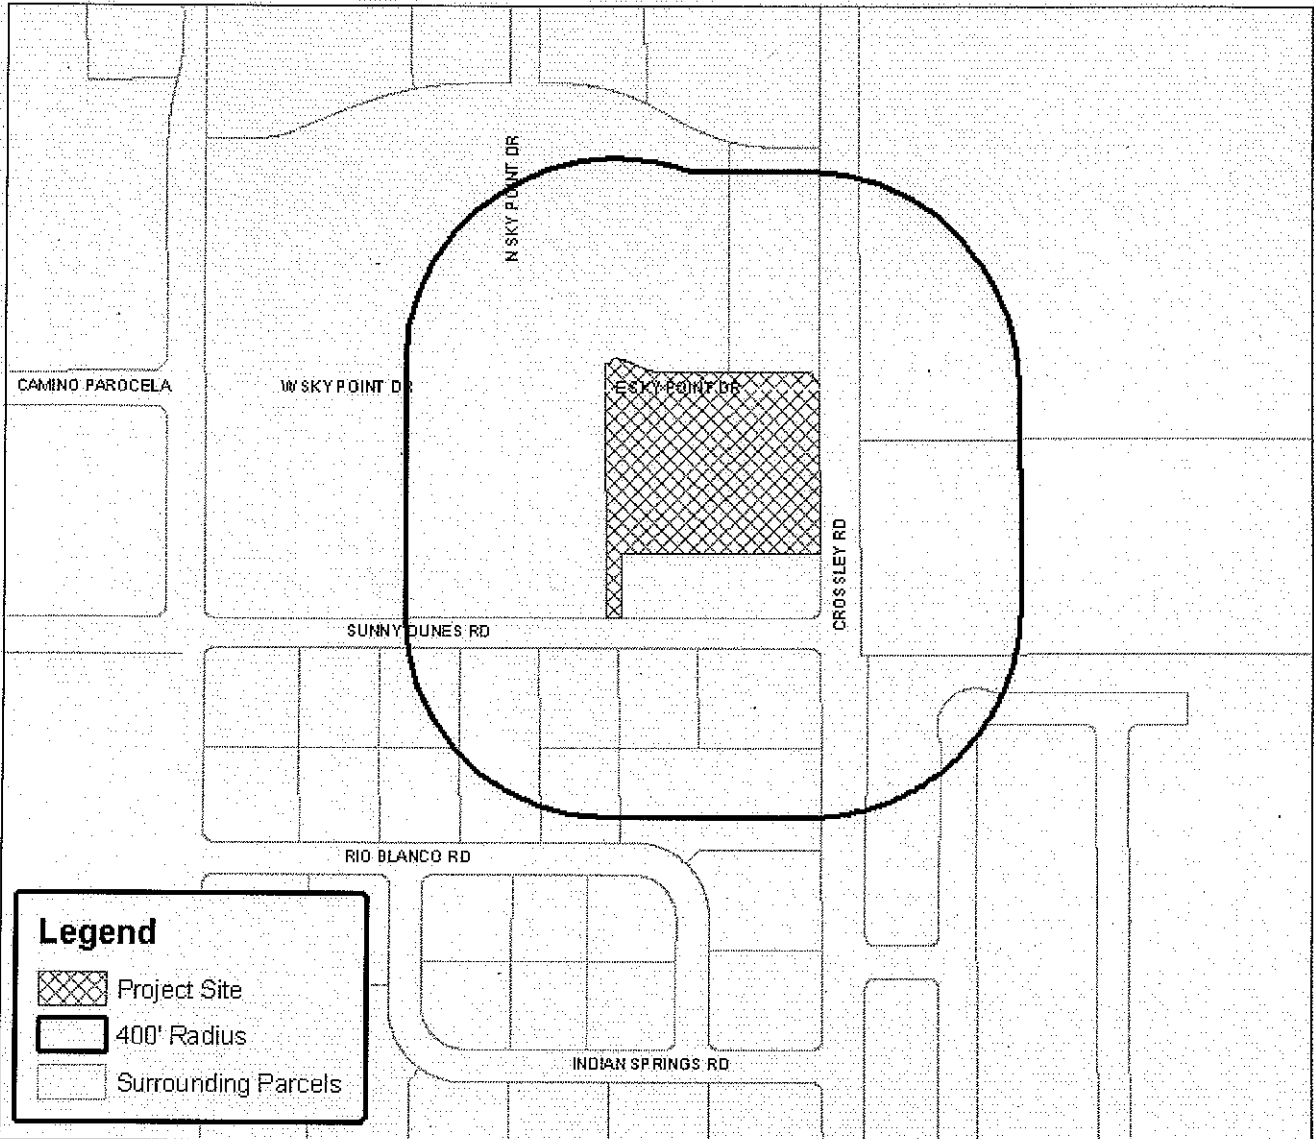 N SKY POINT DR
CAMINO PAROCELA
W SKY POINT DR
E SKY POINT DR
CROSSLEY RD
SUNNY DUNES RD
RIO BLANCO RD
INDIAN SPRINGS RD
Legend
Project Site
400' Radius
Surrounding Parcels